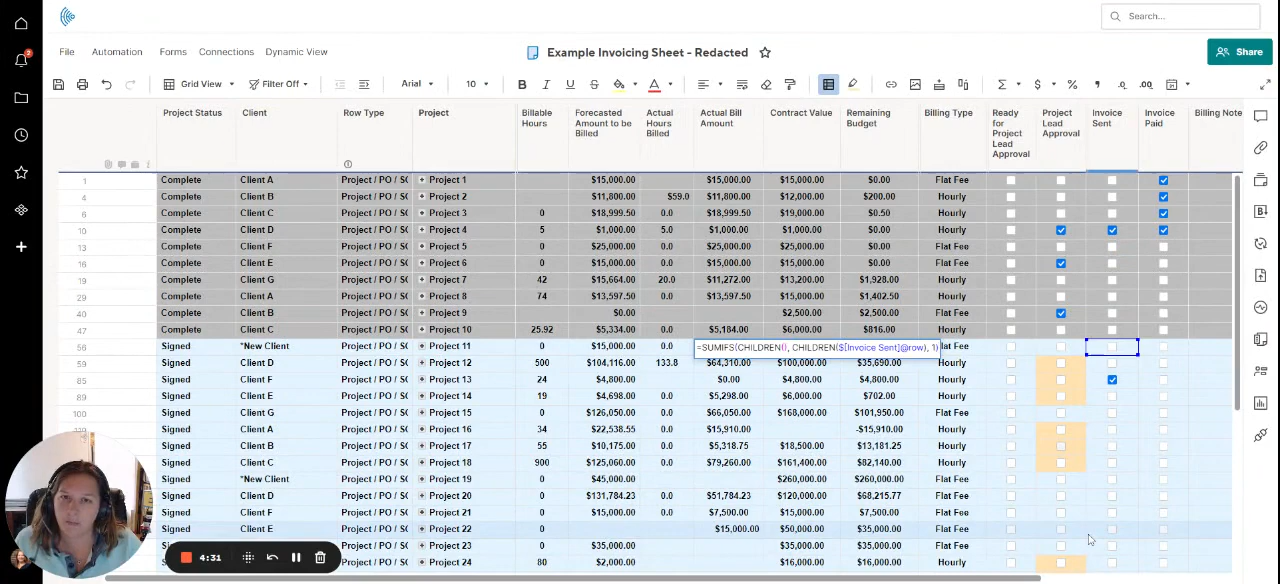 Search...
File Automation Forms Connections Dynamic View
Example Invoicing Sheet - Redacted
Share
Grid View Filter Off Arial 10
Project Status Client Row Type Project Billable Hours Forecasted Amount to be Billed Actual Hours Billed Actual Bill Amount Contract Value Remaining Budget Billing Type Ready for Project Lead Approval Project Lead Approval Invoice Sent Invoice Paid Billing Note
1 Complete Client A Project / PO / SC Project 1 $15,000.00 $15,000.00 $15,000.00 $0.00 Flat Fee
4 Complete Client B Project / PO / SC Project 2 $11,800.00 $59.0 $11,800.00 $12,000.00 $200.00 Hourly
6 Complete Client C Project / PO / SC Project 3 0 $18,999.50 0.0 $18,999.50 $19,000.00 $0.50 Hourly
10 Complete Client D Project / PO / SC Project 4 5 $1,000.00 5.0 $1,000.00 $1,000.00 $0.00 Hourly
13 Complete Client F Project / PO / SC Project 5 0 $25,000.00 0.0 $25,000.00 $25,000.00 $0.00 Flat Fee
16 Complete Client E Project / PO / SC Project 6 0 $25,000.00 0.0 $25,000.00 $25,000.00 $0.00 Flat Fee
19 Complete Client G Project / PO / SC Project 7 42 $15,664.00 20.0 $11,272.00 $13,200.00 $1,928.00 Hourly
29 Complete Client A Project / PO / SC Project 8 74 $13,597.50 0.0 $13,597.50 $15,000.00 $1,402.50 Hourly
40 Complete Client B Project / PO / SC Project 9 $0.00 $2,500.00 $2,500.00 Flat Fee
47 Complete Client C Project / PO / SC Project 10 25.92 $5,334.00 0.0 $5,184.00 $6,000.00 $816.00 Hourly
56 Signed *New Client Project / PO / SC Project 11 0 $15,000.00 0.0 =SUMIFS(CHILDREN(), CHILDREN($[Invoice Sent]@row), 1) lat Fee
59 Signed Client D Project / PO / SC Project 12 500 $104,116.00 133.8 $64,310.00 $100,000.00 $35,690.00 Hourly
85 Signed Client F Project / PO / SC Project 13 24 $4,800.00 $0.00 $4,800.00 $4,800.00 Hourly
89 Signed Client E Project / PO / SC Project 14 19 $4,698.00 0.0 $5,298.00 $6,000.00 $702.00 Hourly
100 Signed Client G Project / PO / SC Project 15 0 $126,050.00 0.0 $66,050.00 $168,000.00 $101,950.00 Flat Fee
Signed Client A Project / PO / SC Project 16 34 $22,538.55 0.0 $15,910.00 -$15,910.00 Hourly
Signed Client B Project / PO / SC Project 17 55 $10,175.00 0.0 $5,318.75 $18,500.00 $13,181.25 Hourly
Signed Client C Project / PO / SC Project 18 900 $125,060.00 0.0 $79,260.00 $161,400.00 $82,140.00 Hourly
Signed *New Client Project / PO / SC Project 19 0 $45,000.00 $260,000.00 $260,000.00 Flat Fee
Signed Client D Project / PO / SC Project 20 0 $131,784.23 0.0 $51,784.23 $120,000.00 $68,215.77 Hourly
Signed Client F Project / PO / SC Project 21 0 $15,000.00 0.0 $7,500.00 $15,000.00 $7,500.00 Flat Fee
Signed Client E Project / PO / SC Project 22 0 $15,000.00 $50,000.00 $35,000.00 Flat Fee
Project / PO / SC Project 23 0 $35,000.00 $35,000.00 $35,000.00 Flat Fee
Project / PO / SC Project 24 80 $2,000.00 $16,000.00 $16,000.00 Hourly
4:31